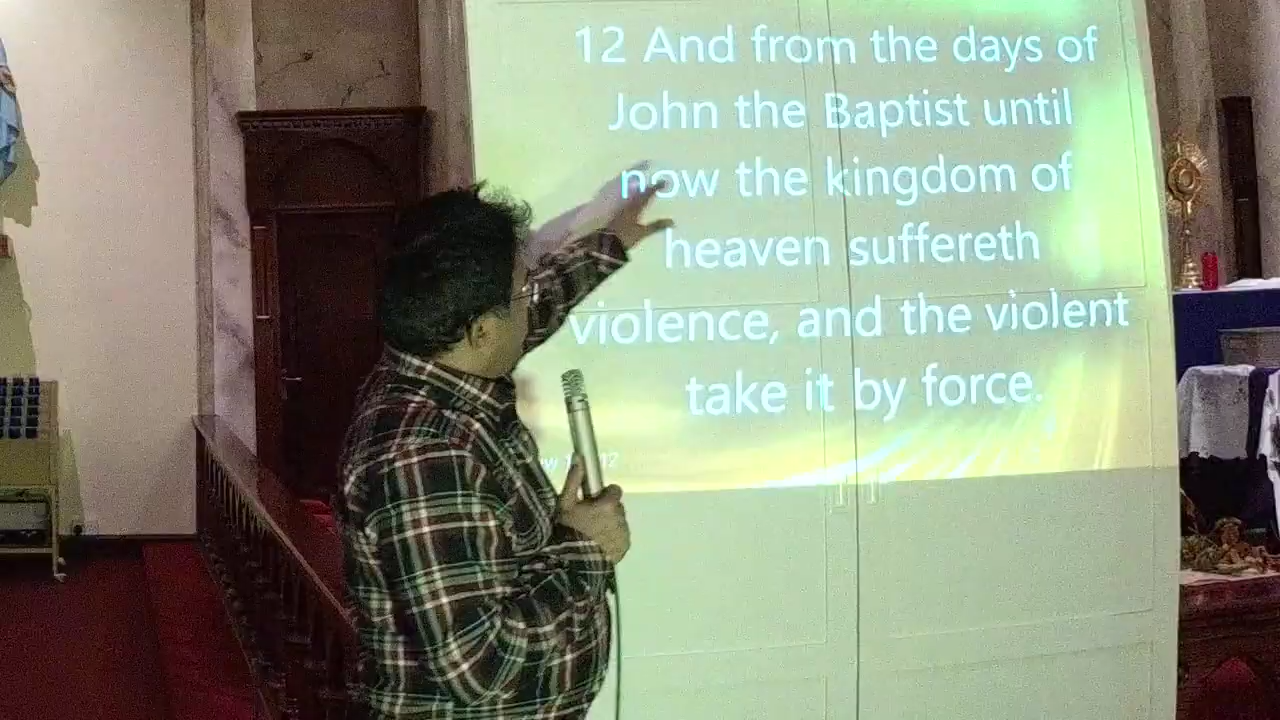 12 And from the days of
John the Baptist until
now the kingdom of
heaven suffereth
violence, and the violent
take it by force.